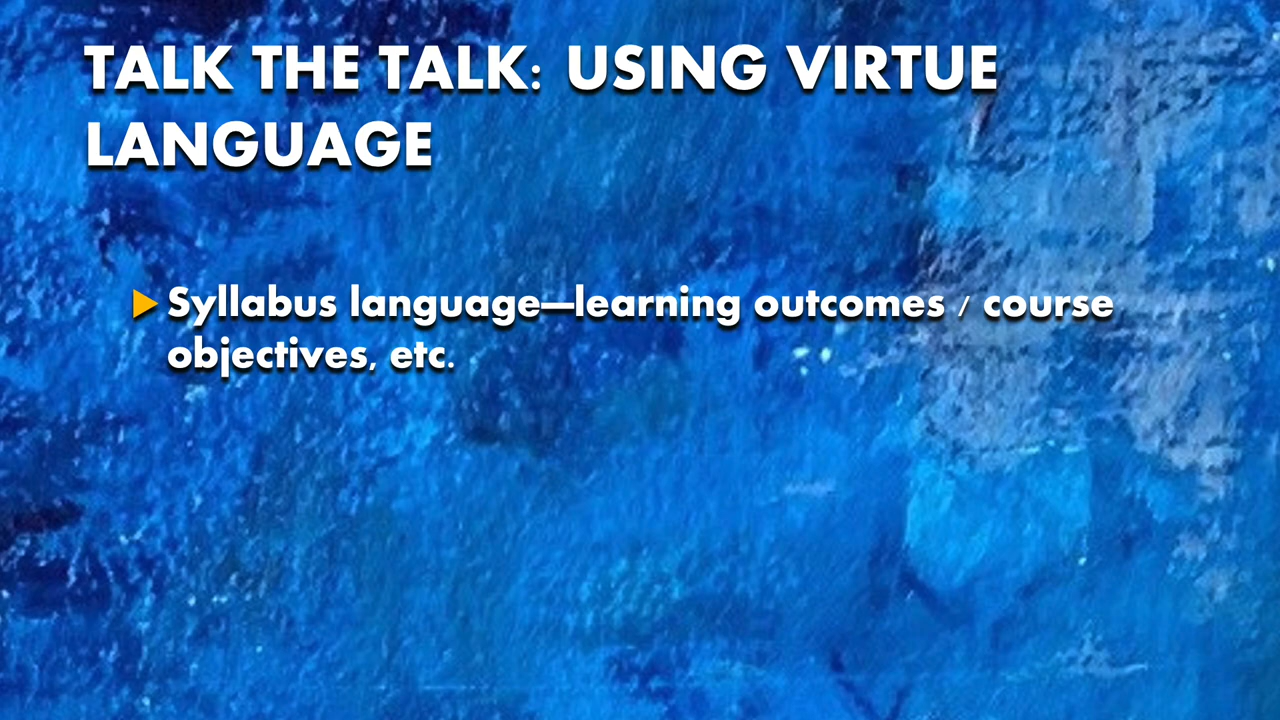 TALK THE TALK: USING VIRTUE
LANGUAGE
Syllabus language—learning outcomes / course
objectives, etc.